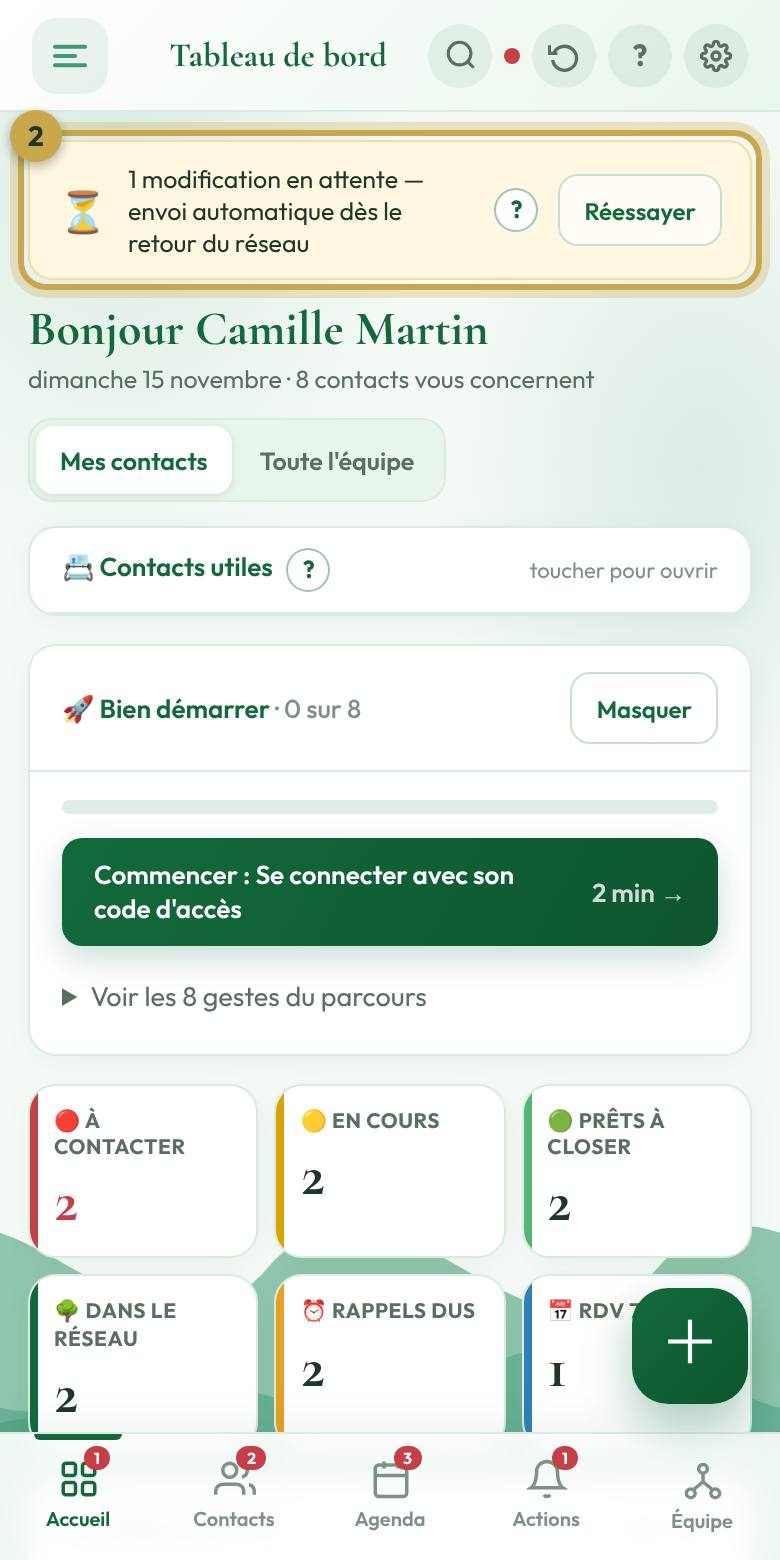 Tableau de bord
?
2
1 modification en attente —
envoi automatique dès le
retour du réseau
?
Réessayer
Bonjour Camille Martin
dimanche 15 novembre · 8 contacts vous concernent
Mes contacts
Toute l'équipe
Contacts utiles
?
toucher pour ouvrir
Bien démarrer · 0 sur 8
Masquer
Commencer : Se connecter avec son
code d'accès
2 min →
Voir les 8 gestes du parcours
À
CONTACTER
2
EN COURS
2
PRÊTS À
CLOSER
2
DANS LE
RÉSEAU
2
RAPPELS DUS
2
RDV
1
1
Accueil
2
Contacts
3
Agenda
1
Actions
Équipe